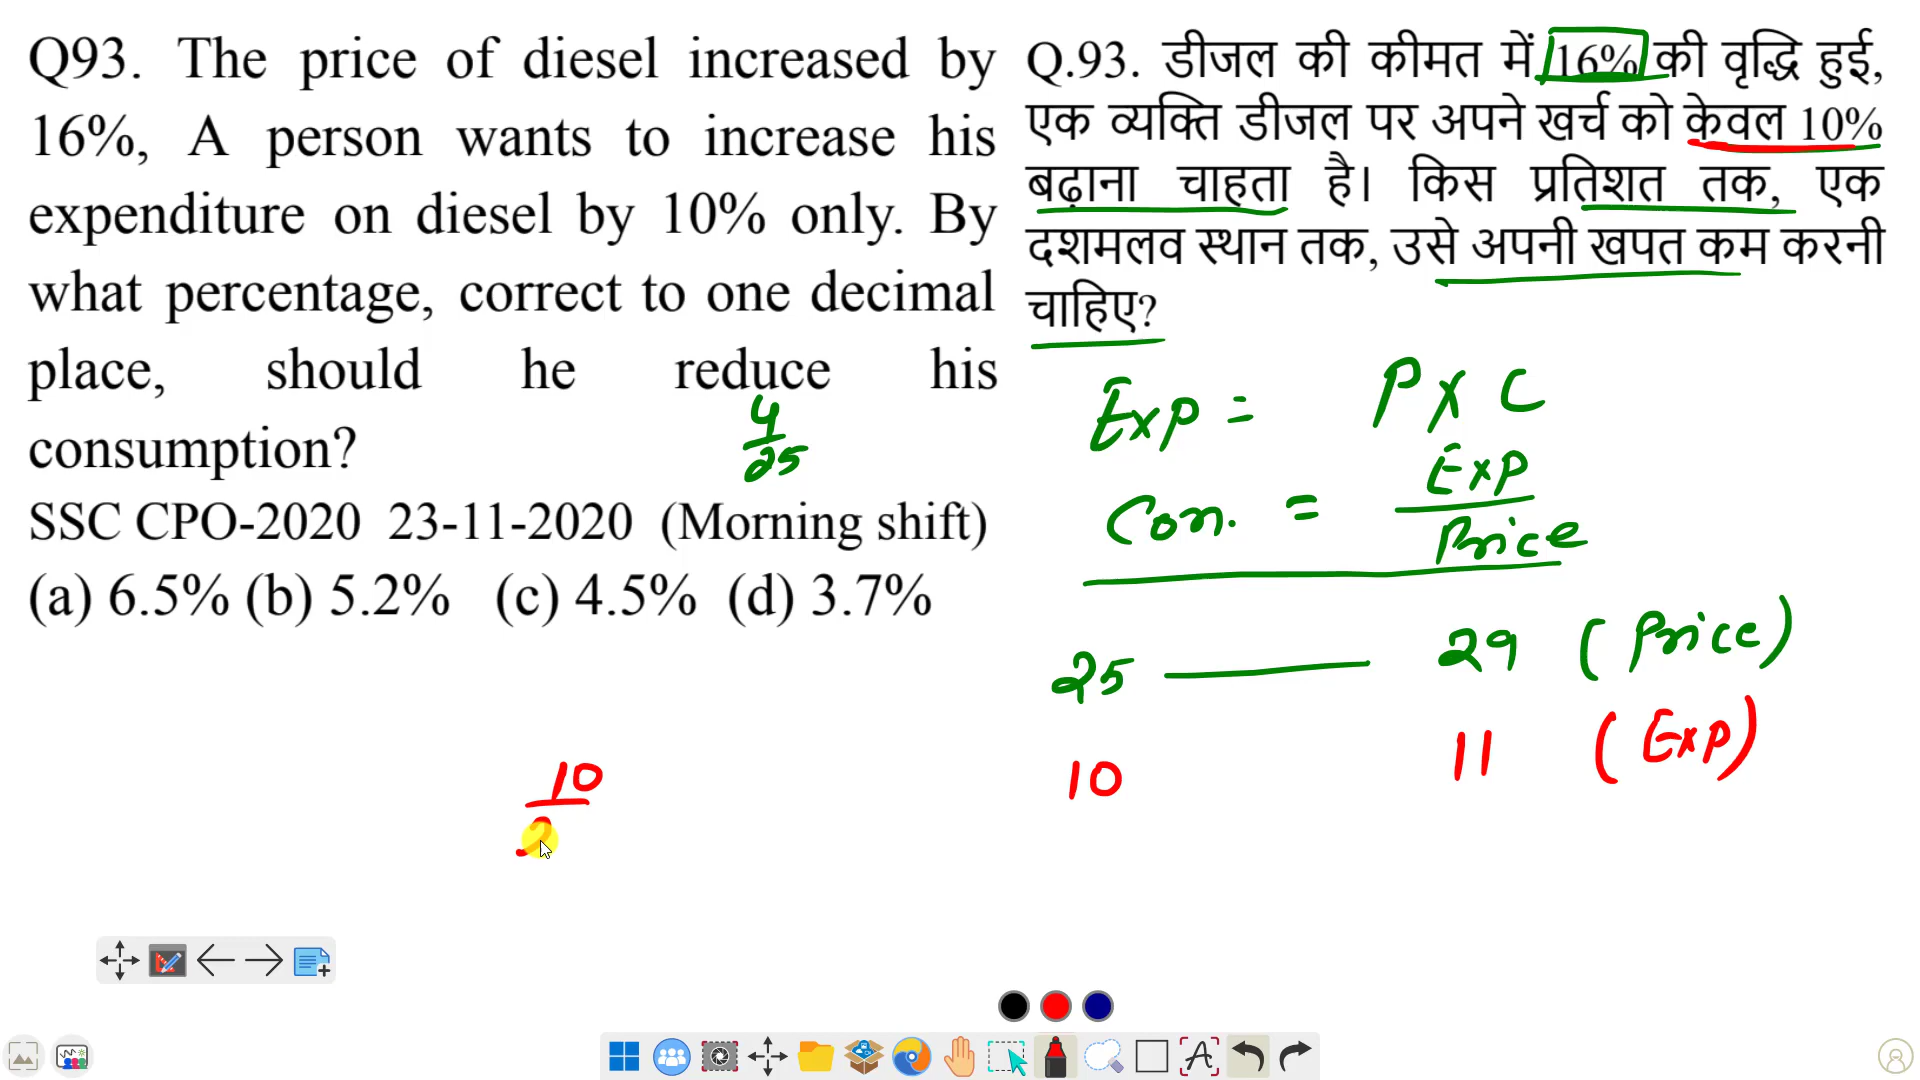 Q93. The price of diesel increased by
16%, A person wants to increase his
expenditure on diesel by 10% only. By
what percentage, correct to one decimal
place, should he reduce his
consumption?
SSC CPO-2020 23-11-2020 (Morning shift)
(a) 6.5% (b) 5.2% (c) 4.5% (d) 3.7%
4
25
10
2
Q.93. डीजल की कीमत में 16% की वृद्धि हुई,
एक व्यक्ति डीजल पर अपने खर्च को केवल 10%
बढ़ाना चाहता है। किस प्रतिशत तक, एक
दशमलव स्थान तक, उसे अपनी खपत कम करनी
चाहिए?
Exp = P x C
Con. = Exp
Price
25 29 (Price)
10 11 (Exp)